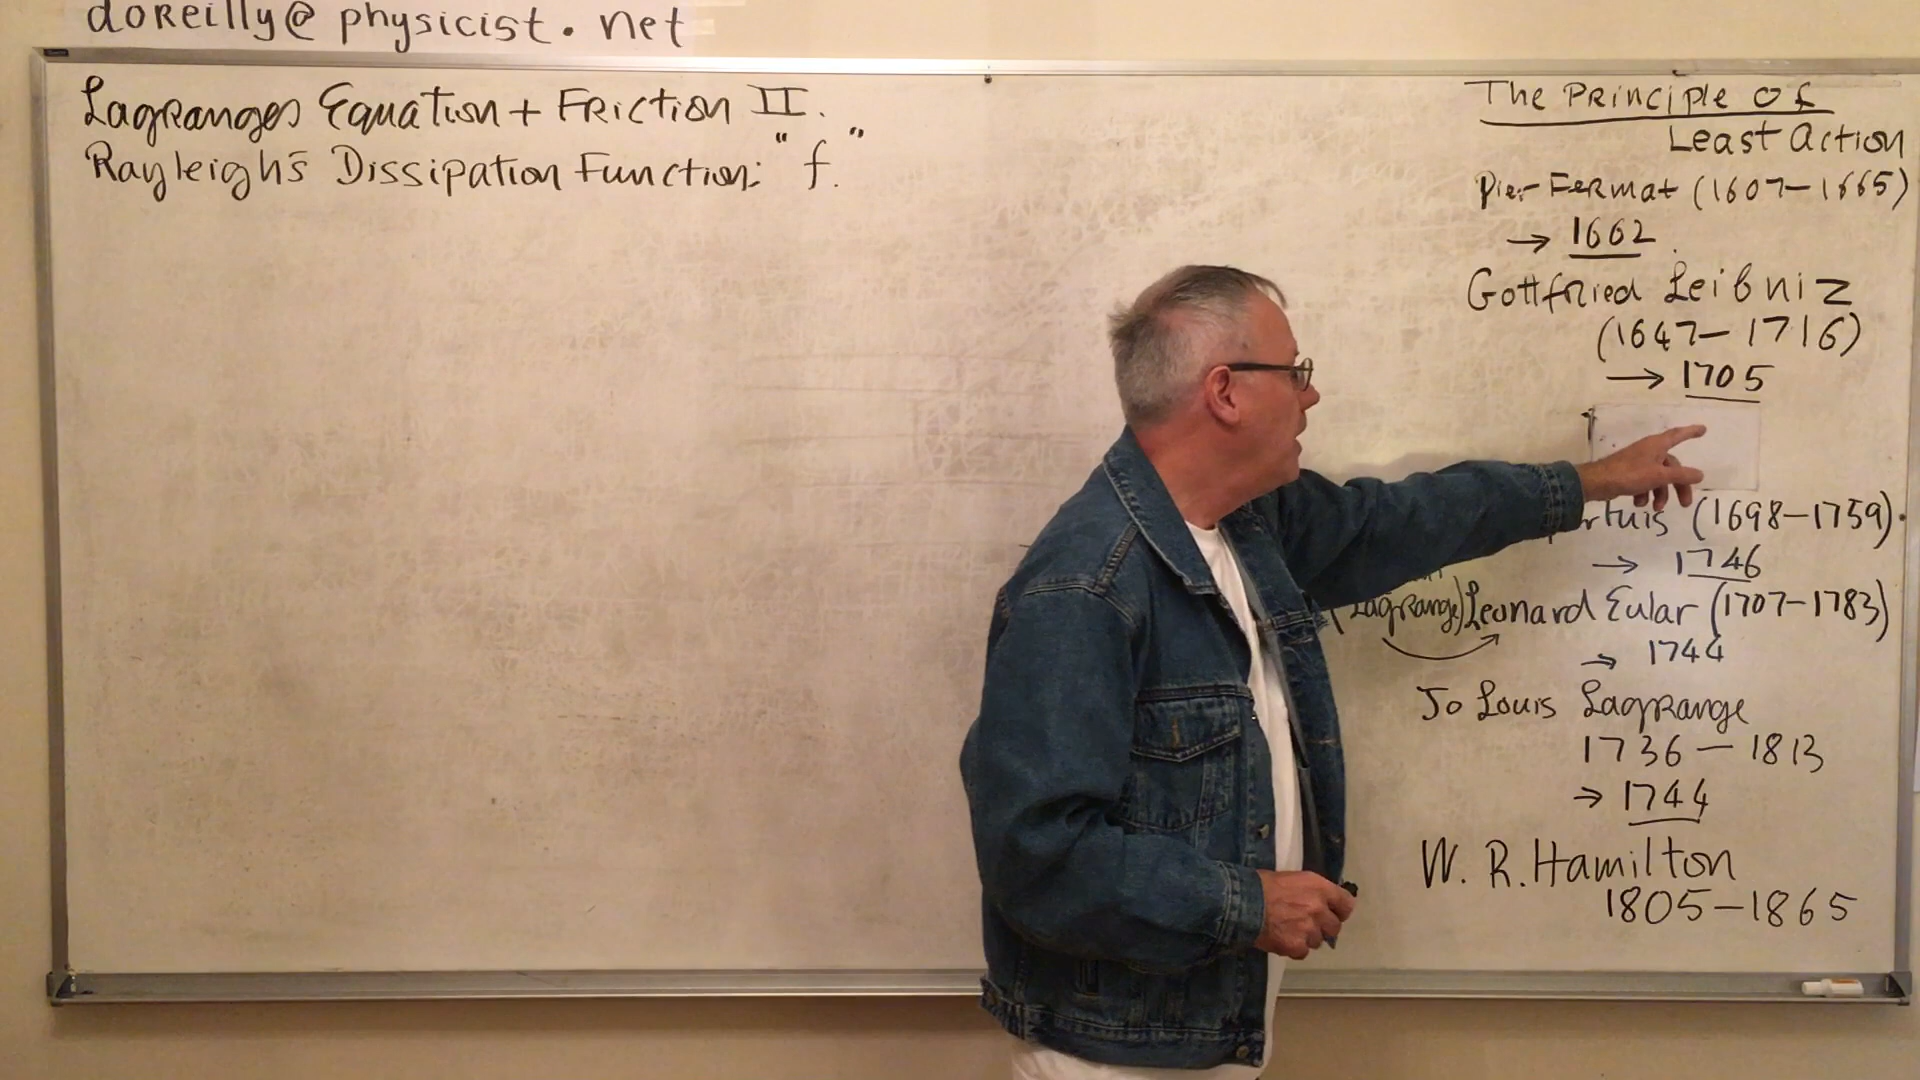 doreilly@physicist.net
Lagranges Equation + Friction II.
Rayleigh's Dissipation Function: "f."
The Principle Of
Least Action
Pier Fermat (1607-1665)
→ 1662
Gottfried Leibniz
(1647-1716)
→ 1705
rtuis (1698-1759).
→ 1746
(Lagrange) Leonard Eular (1707-1783)
→ 1744
Jo Louis Lagrange
1736-1813
→ 1744
W. R. Hamilton
1805-1865